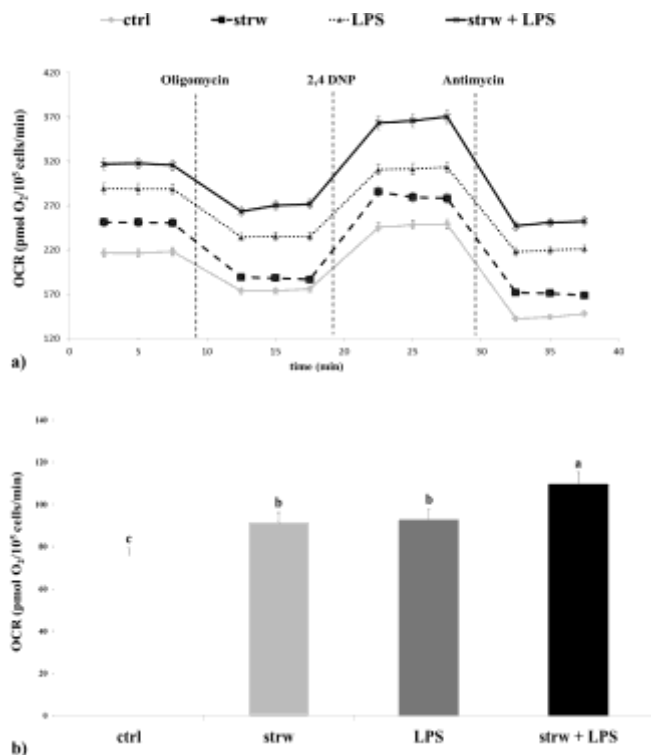 ctrl strw LPS strw + LPS
Oligomycin 2,4 DNP Antimycin
420
370
320
270
220
170
120
OCR (pmol O₂/10⁵ cells/min)
0 5 10 15 20 25 30 35 40
time (min)
a)
140
120
100
80
60
40
20
0
OCR (pmol O₂/10⁵ cells/min)
c b b a
ctrl strw LPS strw + LPS
b)